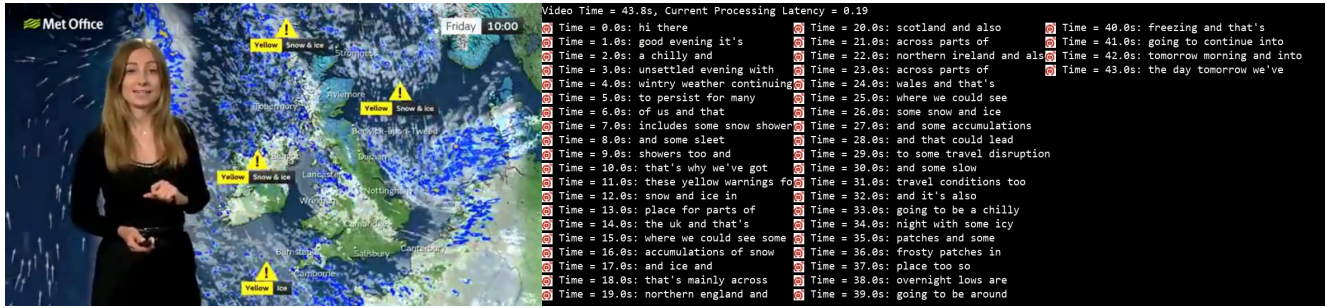 Met Office
Friday 10:00
Yellow Snow & ice
Stromness
Tobermory
Aviemore
Yellow Snow & ice
Berwick-upon-Tweed
Belfast
Durham
Yellow Snow & ice
Lancaster
Nottingham
Wrexham
Cambridge
Barnstaple
Salisbury
Canterbury
Camborne
Yellow Ice
Video Time = 43.8s, Current Processing Latency = 0.19
Time = 0.0s: hi there
Time = 1.0s: good evening it's
Time = 2.0s: a chilly and
Time = 3.0s: unsettled evening with
Time = 4.0s: wintry weather continuing
Time = 5.0s: to persist for many
Time = 6.0s: of us and that
Time = 7.0s: includes some snow shower
Time = 8.0s: and some sleet
Time = 9.0s: showers too and
Time = 10.0s: that's why we've got
Time = 11.0s: these yellow warnings fo
Time = 12.0s: snow and ice in
Time = 13.0s: place for parts of
Time = 14.0s: the uk and that's
Time = 15.0s: where we could see some
Time = 16.0s: accumulations of snow
Time = 17.0s: and ice and
Time = 18.0s: that's mainly across
Time = 19.0s: northern england and
Time = 20.0s: scotland and also
Time = 21.0s: across parts of
Time = 22.0s: northern ireland and als
Time = 23.0s: across parts of
Time = 24.0s: wales and that's
Time = 25.0s: where we could see
Time = 26.0s: some snow and ice
Time = 27.0s: and some accumulations
Time = 28.0s: and that could lead
Time = 29.0s: to some travel disruption
Time = 30.0s: and some slow
Time = 31.0s: travel conditions too
Time = 32.0s: and it's also
Time = 33.0s: going to be a chilly
Time = 34.0s: night with some icy
Time = 35.0s: patches and some
Time = 36.0s: frosty patches in
Time = 37.0s: place too so
Time = 38.0s: overnight lows are
Time = 39.0s: going to be around
Time = 40.0s: freezing and that's
Time = 41.0s: going to continue into
Time = 42.0s: tomorrow morning and into
Time = 43.0s: the day tomorrow we've